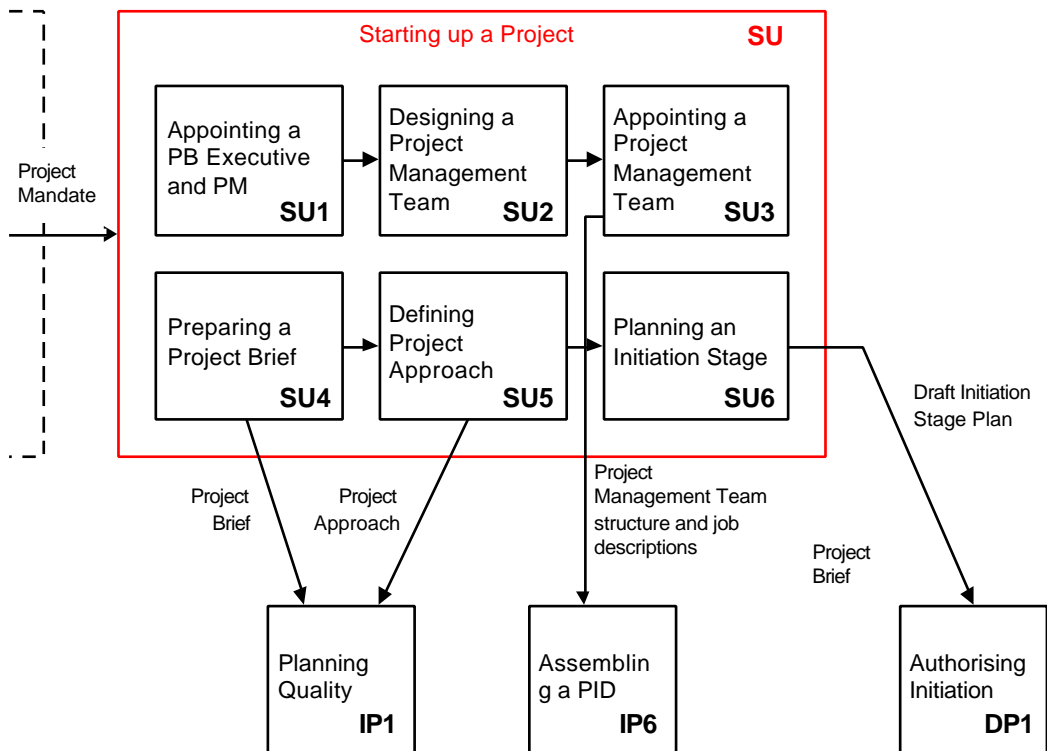 Starting up a Project
SU
Project
Mandate
Appointing a
PB Executive
and PM
SU1
Designing a
Project
Management
Team
SU2
Appointing a
Project
Management
Team
SU3
Preparing a
Project Brief
SU4
Defining
Project
Approach
SU5
Planning an
Initiation Stage
SU6
Draft Initiation
Stage Plan
Project
Brief
Project
Approach
Project
Management Team
structure and job
descriptions
Project
Brief
Planning
Quality
IP1
Assemblin
g a PID
IP6
Authorising
Initiation
DP1